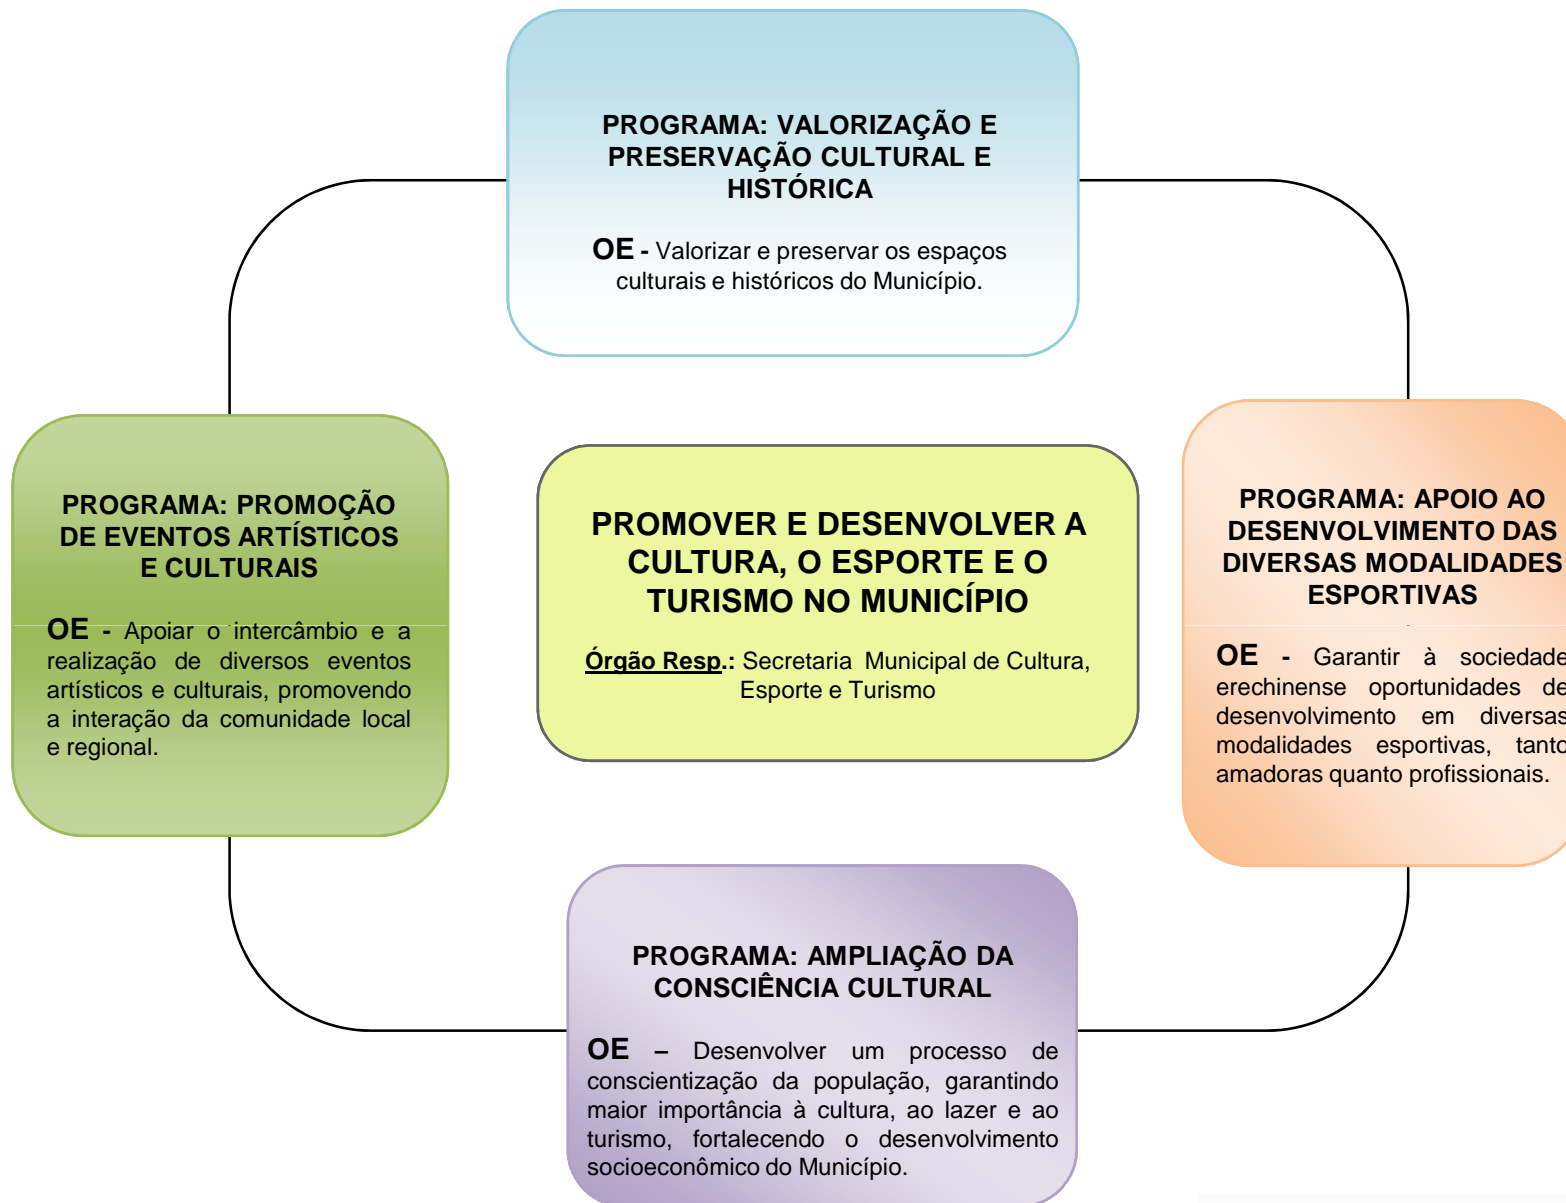 PROGRAMA: VALORIZAÇÃO E
PRESERVAÇÃO CULTURAL E
HISTÓRICA
OE - Valorizar e preservar os espaços
culturais e históricos do Município.
PROGRAMA: PROMOÇÃO
DE EVENTOS ARTÍSTICOS
E CULTURAIS
OE - Apoiar o intercâmbio e a
realização de diversos eventos
artísticos e culturais, promovendo
a interação da comunidade local
e regional.
PROMOVER E DESENVOLVER A
CULTURA, O ESPORTE E O
TURISMO NO MUNICÍPIO
Órgão Resp.: Secretaria Municipal de Cultura,
Esporte e Turismo
PROGRAMA: APOIO AO
DESENVOLVIMENTO DAS
DIVERSAS MODALIDADES
ESPORTIVAS
OE - Garantir à sociedade
erechinense oportunidades de
desenvolvimento em diversas
modalidades esportivas, tanto
amadoras quanto profissionais.
PROGRAMA: AMPLIAÇÃO DA
CONSCIÊNCIA CULTURAL
OE – Desenvolver um processo de
conscientização da população, garantindo
maior importância à cultura, ao lazer e ao
turismo, fortalecendo o desenvolvimento
socioeconômico do Município.